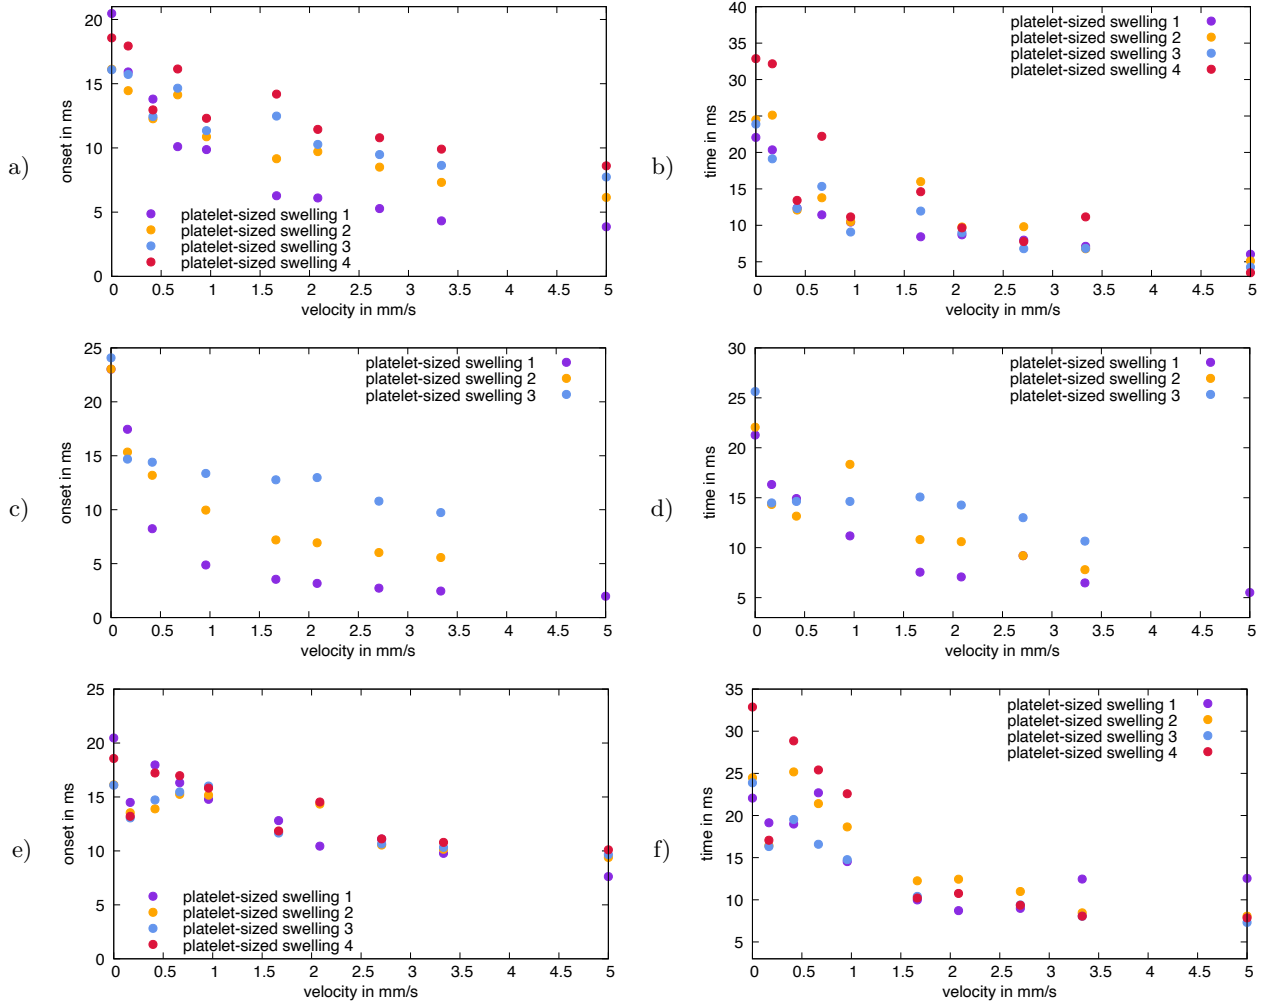 a)
onset in ms
20
15
10
5
0
platelet-sized swelling 1
platelet-sized swelling 2
platelet-sized swelling 3
platelet-sized swelling 4
0 0.5 1 1.5 2 2.5 3 3.5 4 4.5 5
velocity in mm/s
b)
time in ms
40
35
30
25
20
15
10
5
platelet-sized swelling 1
platelet-sized swelling 2
platelet-sized swelling 3
platelet-sized swelling 4
0 0.5 1 1.5 2 2.5 3 3.5 4 4.5 5
velocity in mm/s
c)
onset in ms
25
20
15
10
5
0
platelet-sized swelling 1
platelet-sized swelling 2
platelet-sized swelling 3
0 0.5 1 1.5 2 2.5 3 3.5 4 4.5 5
velocity in mm/s
d)
time in ms
30
25
20
15
10
5
platelet-sized swelling 1
platelet-sized swelling 2
platelet-sized swelling 3
0 0.5 1 1.5 2 2.5 3 3.5 4 4.5 5
velocity in mm/s
e)
onset in ms
25
20
15
10
5
0
platelet-sized swelling 1
platelet-sized swelling 2
platelet-sized swelling 3
platelet-sized swelling 4
0 0.5 1 1.5 2 2.5 3 3.5 4 4.5 5
velocity in mm/s
f)
time in ms
35
30
25
20
15
10
5
platelet-sized swelling 1
platelet-sized swelling 2
platelet-sized swelling 3
platelet-sized swelling 4
0 0.5 1 1.5 2 2.5 3 3.5 4 4.5 5
velocity in mm/s